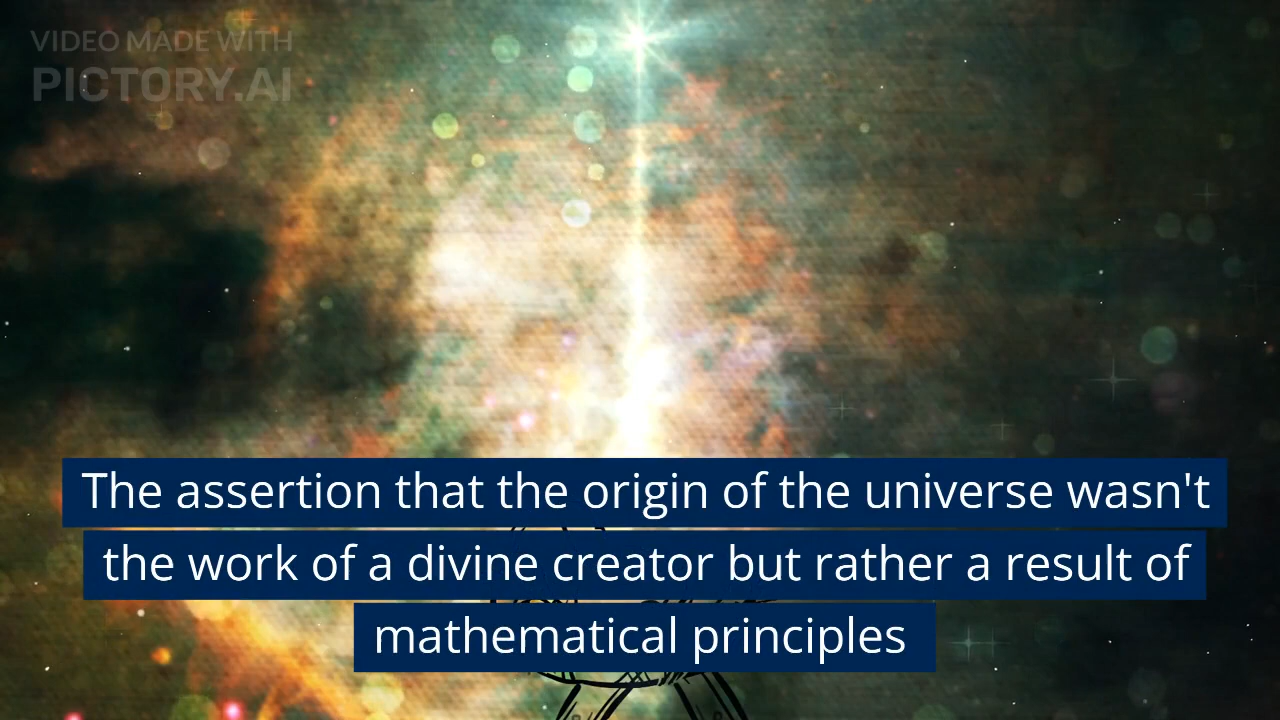 VIDEO MADE WITH
PICTORY.AI
The assertion that the origin of the universe wasn't
the work of a divine creator but rather a result of
mathematical principles